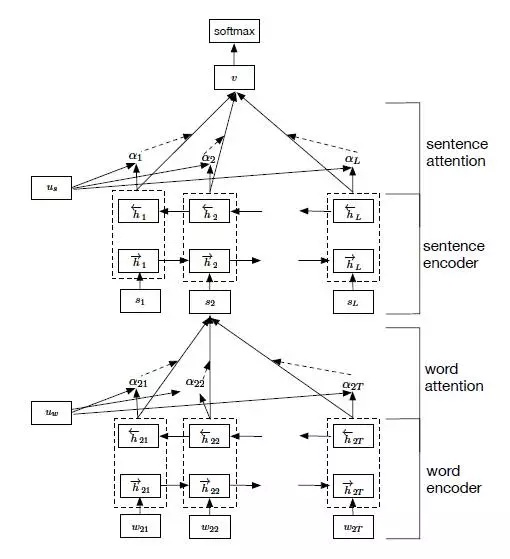 softmax
v
α1 α2 αL
sentence attention
us
←h1 ←h2 ←hL
sentence encoder
→h1 →h2 →hL
s1 s2 sL
α21 α22 α2T
word attention
uw
←h21 ←h22 ←h2T
word encoder
→h21 →h22 →h2T
w21 w22 w2T